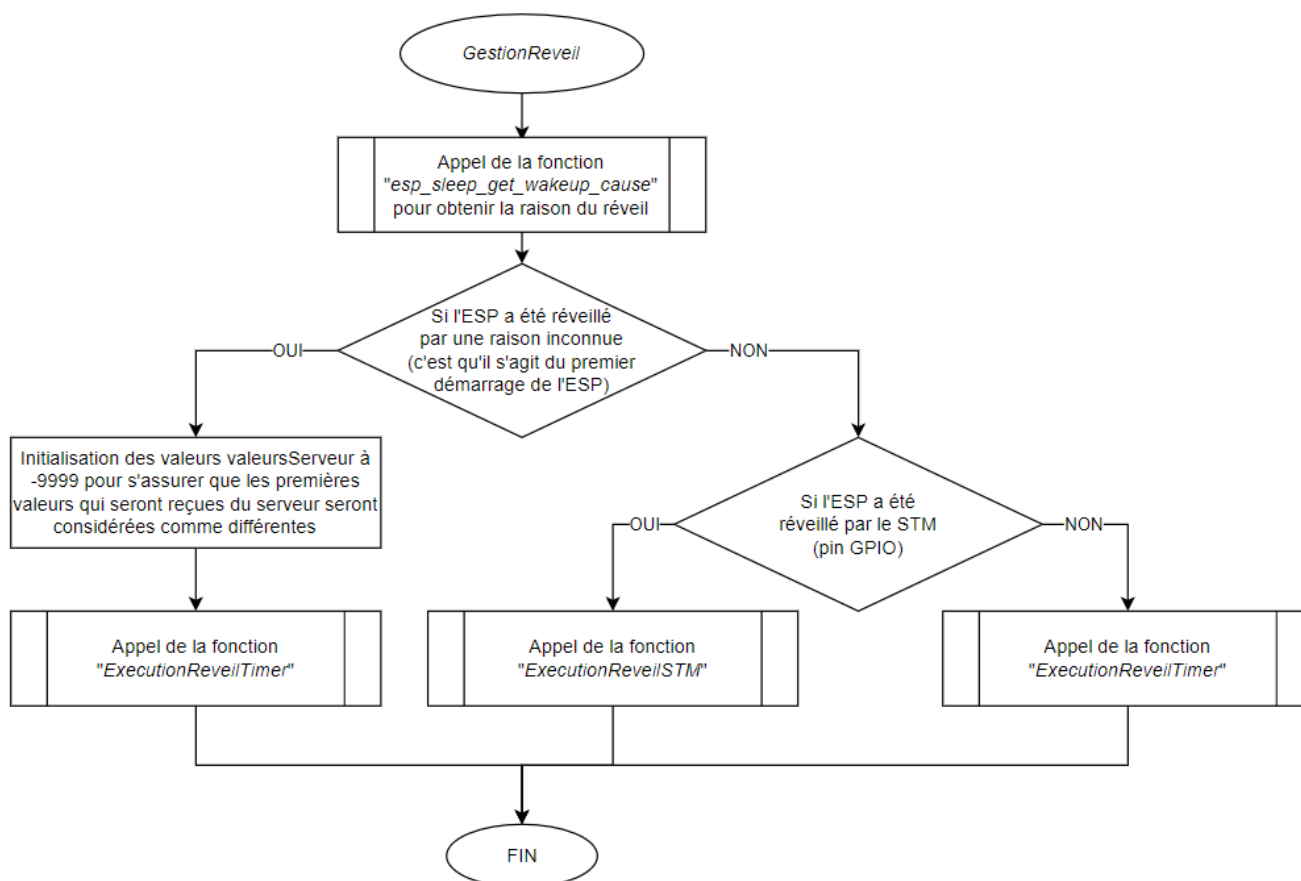 GestionReveil
Appel de la fonction
"esp_sleep_get_wakeup_cause"
pour obtenir la raison du réveil
Si l'ESP a été réveillé
par une raison inconnue
(c'est qu'il s'agit du premier
démarrage de l'ESP)
OUI
NON
Initialisation des valeurs valeursServeur à
-9999 pour s'assurer que les premières
valeurs qui seront reçues du serveur seront
considérées comme différentes
Si l'ESP a été
réveillé par le STM
(pin GPIO)
OUI
NON
Appel de la fonction
"ExecutionReveilTimer"
Appel de la fonction
"ExecutionReveilSTM"
Appel de la fonction
"ExecutionReveilTimer"
FIN